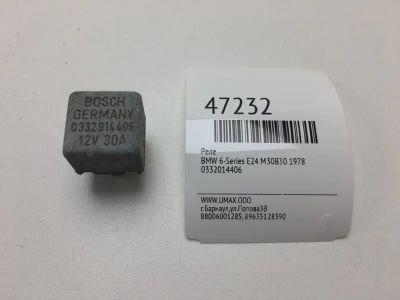 BOSCH
GERMANY
0332014406
12V 30A
47232
Реле
BMW 6-Series E24 M30B30 1978
0332014406
WWW.UMAX.OOO
г.Барнаул,ул.Попова3В
88006001285, 89635128390